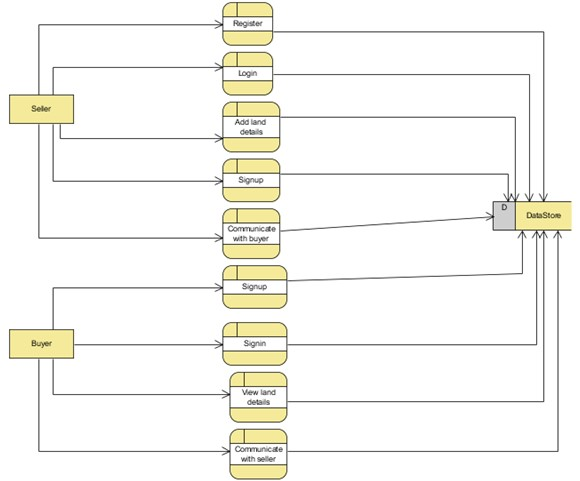 Register
Login
Seller
Add land
details
Signup
D
DataStore
Communicate
with buyer
Signup
Buyer
Signin
View land
details
Communicate
with seller